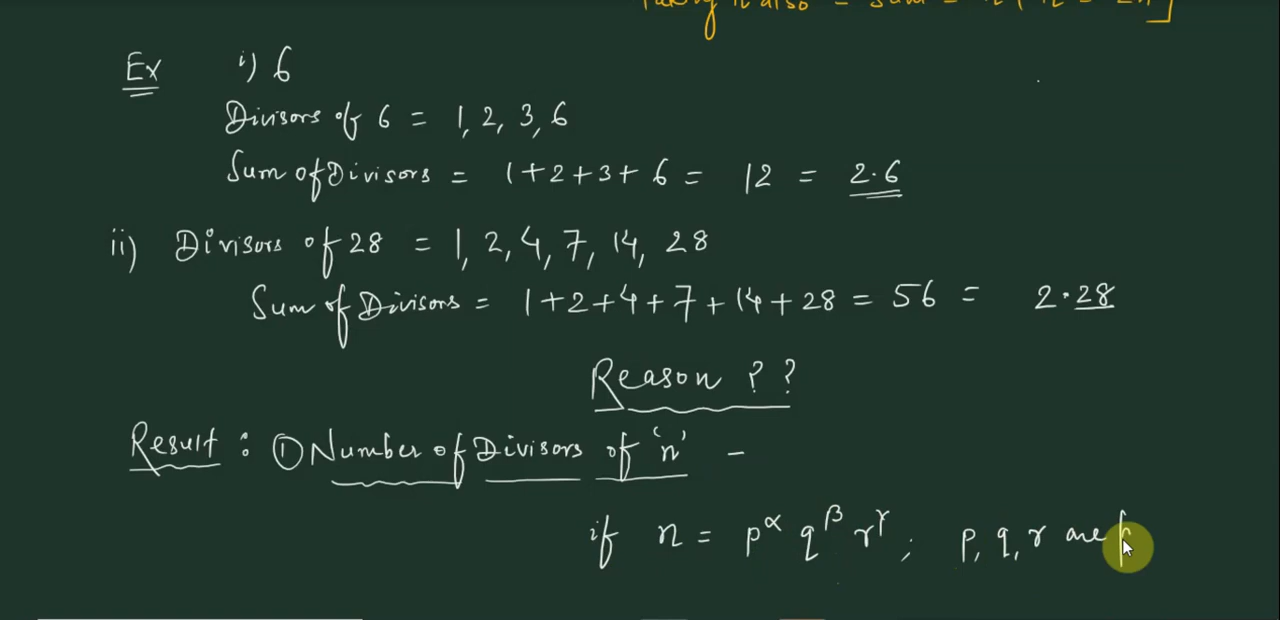 also = Sum =
Ex i) 6
Divisors of 6 = 1, 2, 3, 6
Sum of Divisors = 1+2+3+6 = 12 = 2·6
ii) Divisors of 28 = 1, 2, 4, 7, 14, 28
Sum of Divisors = 1+2+4+7+14+28 = 56 = 2·28
Reason ? ?
Result : ① Number of Divisors of 'n' –
if n = p^α q^β r^γ ; p, q, r are